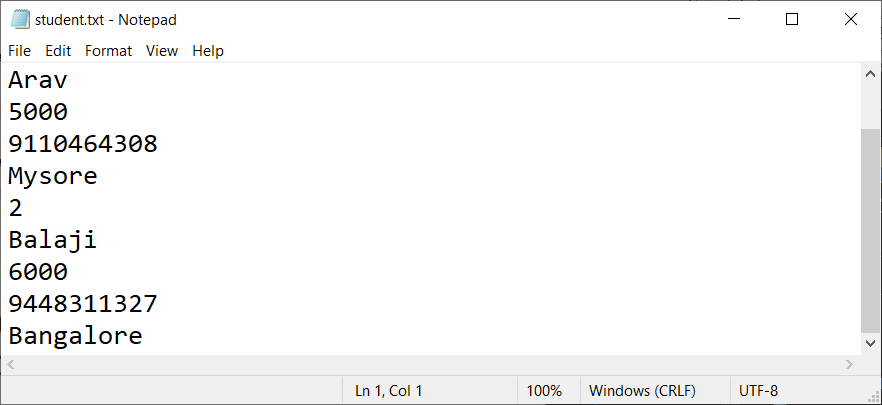 student.txt - Notepad
File Edit Format View Help
Arav
5000
9110464308
Mysore
2
Balaji
6000
9448311327
Bangalore
Ln 1, Col 1 100% Windows (CRLF) UTF-8